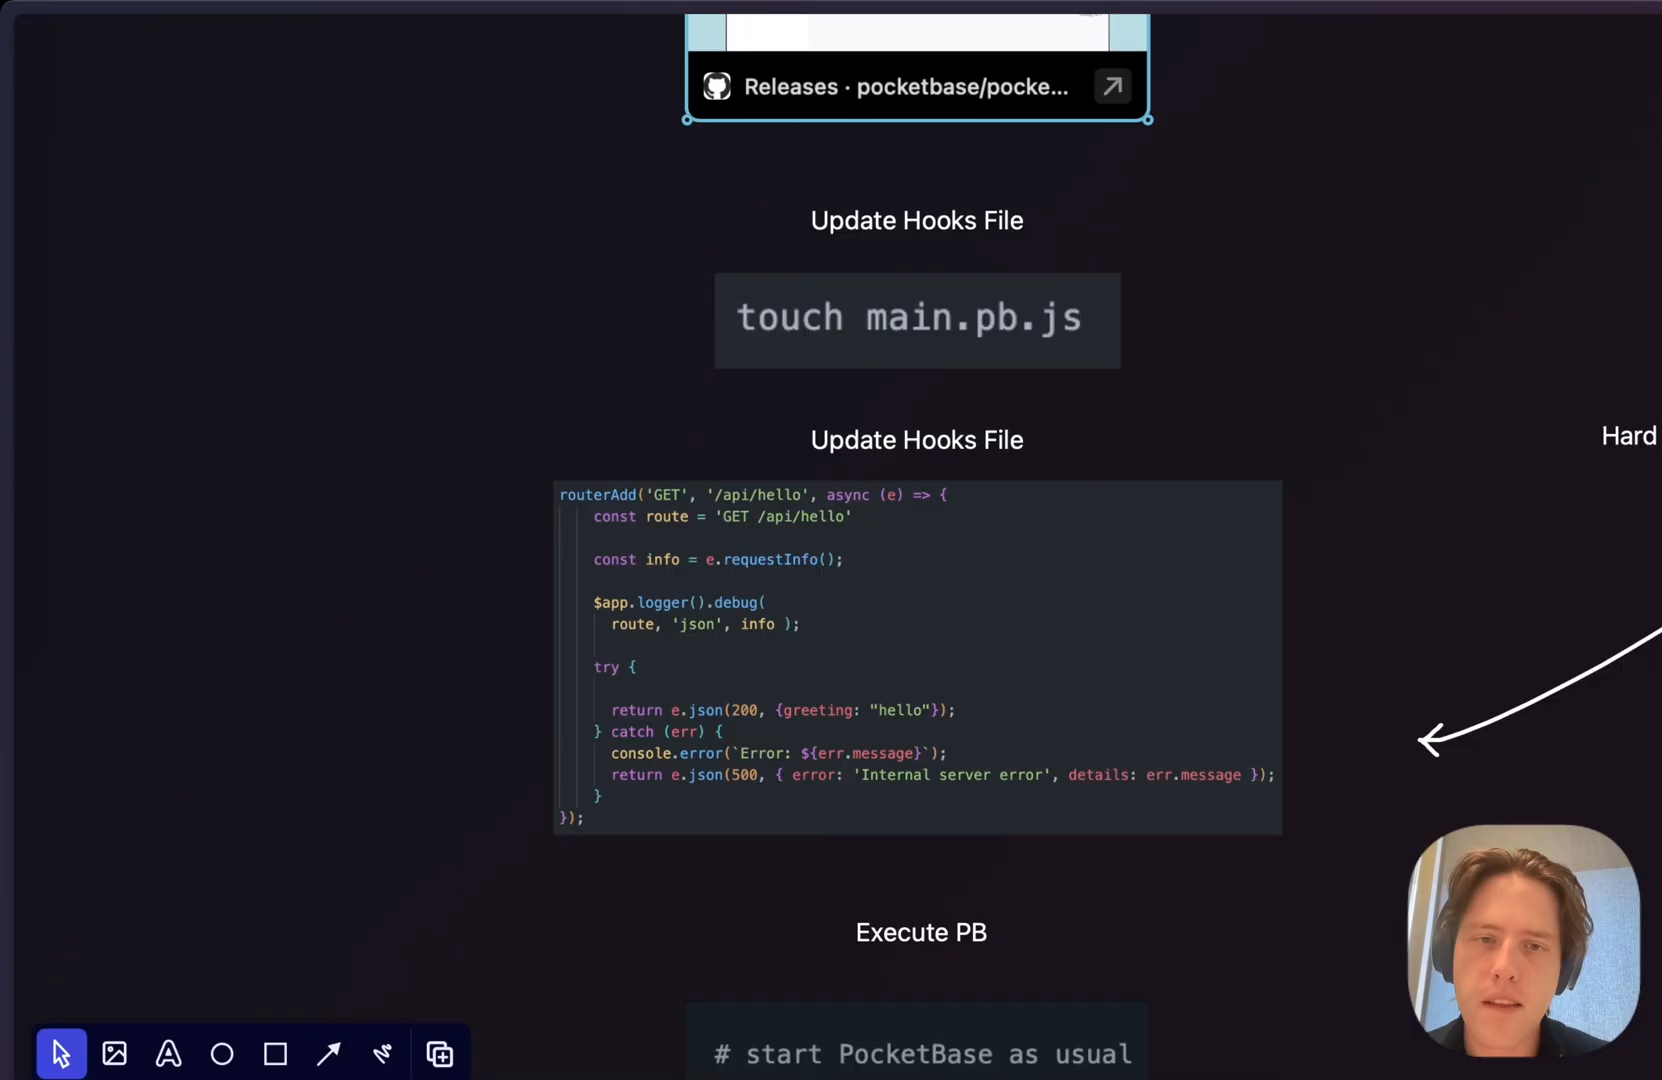 Releases · pocketbase/pocke...
Update Hooks File
touch main.pb.js
Update Hooks File
Hard
routerAdd('GET', '/api/hello', async (e) => {
const route = 'GET /api/hello'
const info = e.requestInfo();
$app.logger().debug(
route, 'json', info );
try {
return e.json(200, {greeting: "hello"});
} catch (err) {
console.error(`Error: ${err.message}`);
return e.json(500, { error: 'Internal server error', details: err.message });
}
});
Execute PB
# start PocketBase as usual